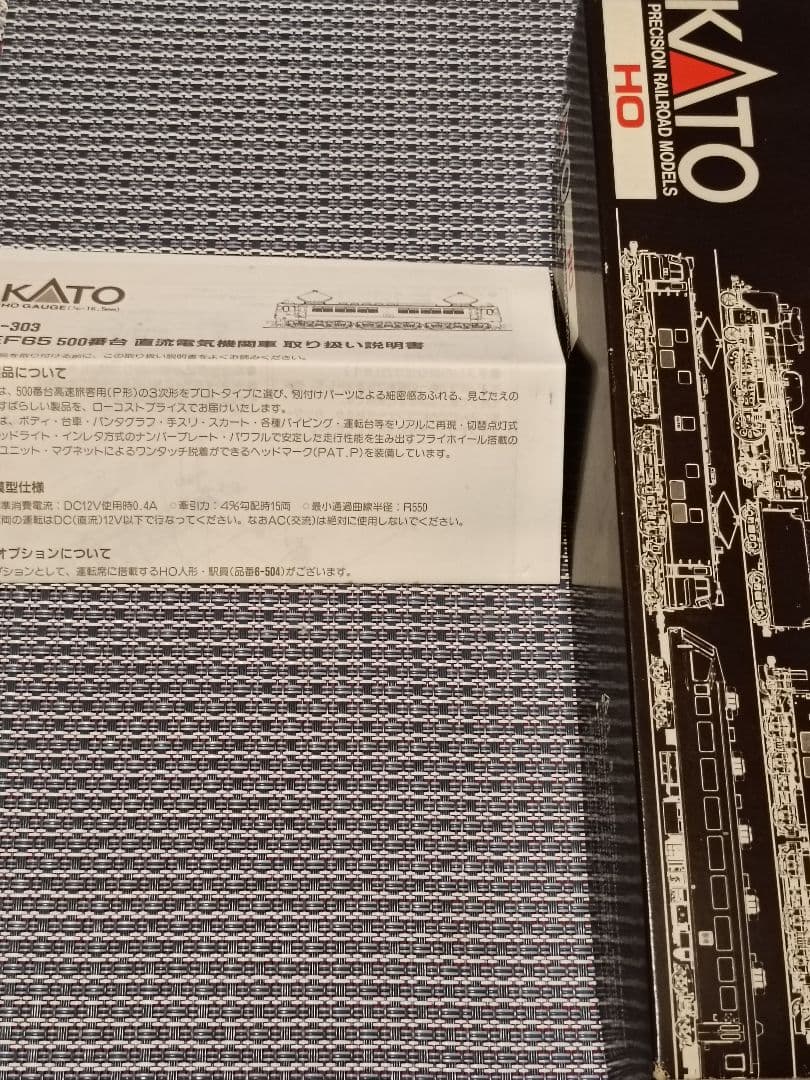 KATO
HO GAUGE(1/80・16.5mm)
-303
EF65 500番台 直流電気機関車 取り扱い説明書
を取り付ける前に、この取り扱い説明書をよくお読みください。
品について
は、500番台高速旅客用(P形)の3次形をプロトタイプに選び、別付けパーツによる細密感あふれる、見ごたえの
すばらしい製品を、ローコストプライスでお届けいたします。
は、ボディ・台車・パンタグラフ・手スリ・スカート・各種パイピング・運転台等をリアルに再現・切替点灯式
ッドライト・インレタ方式のナンバープレート・パワフルで安定した走行性能を生み出すフライホイール搭載の
ユニット・マグネットによるワンタッチ脱着ができるヘッドマーク(PAT.P)を装備しています。
模型仕様
準消費電流：DC12V使用時0.4A ○牽引力：4％勾配時15両 ○最小通過曲線半径：R550
両の運転はDC(直流)12V以下で行なってください。なおAC(交流)は絶対に使用しないでください。
オプションについて
プションとして、運転席に搭載するHO人形・駅員(品番6-504)がございます。
KATO
PRECISION RAILROAD MODELS
HO